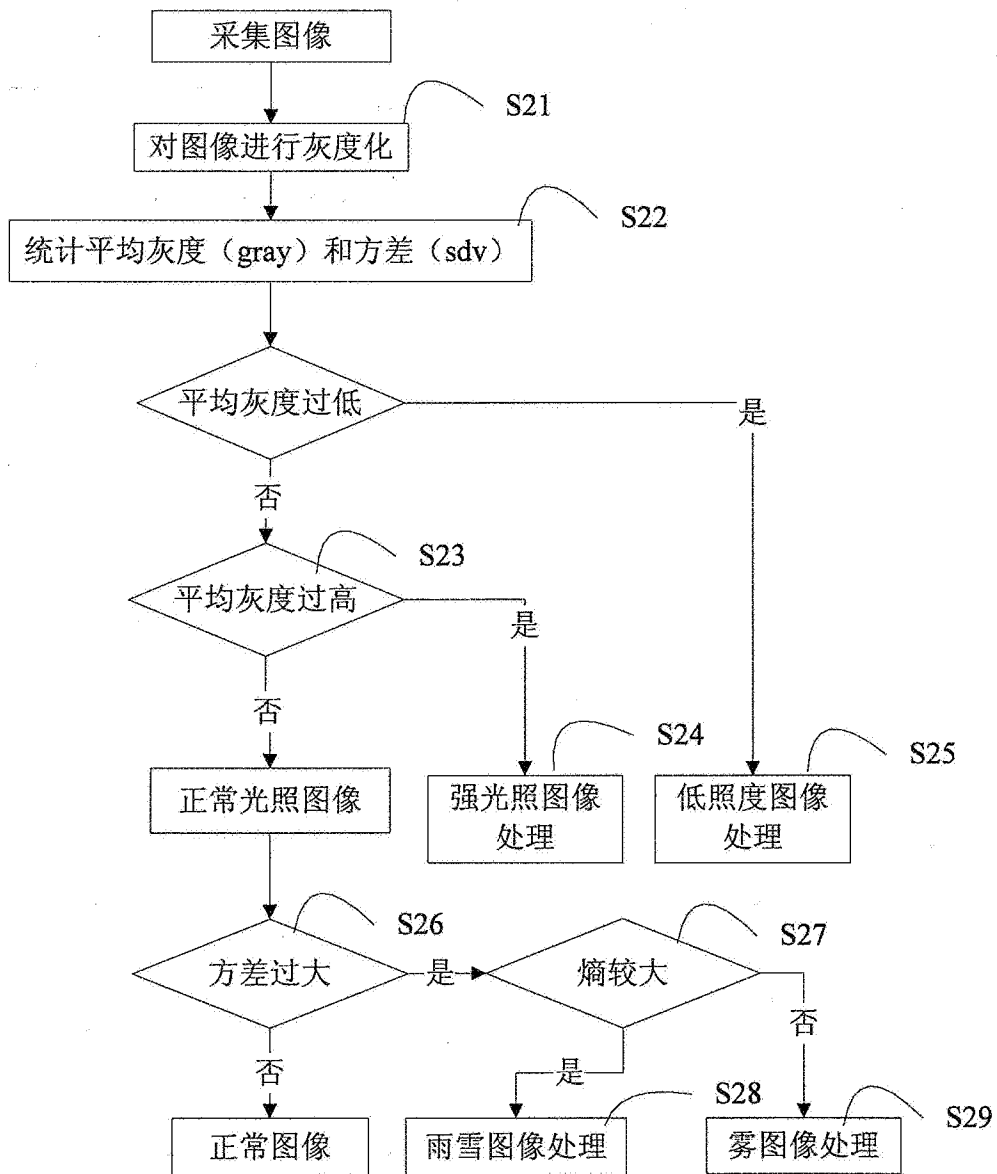 采集图像
S21
对图像进行灰度化
S22
统计平均灰度（gray）和方差（sdv）
平均灰度过低
是
否
S23
平均灰度过高
是
否
S24
S25
正常光照图像
强光照图像
处理
低照度图像
处理
S26
S27
方差过大
是
熵较大
否
否
是
S28
S29
正常图像
雨雪图像处理
雾图像处理